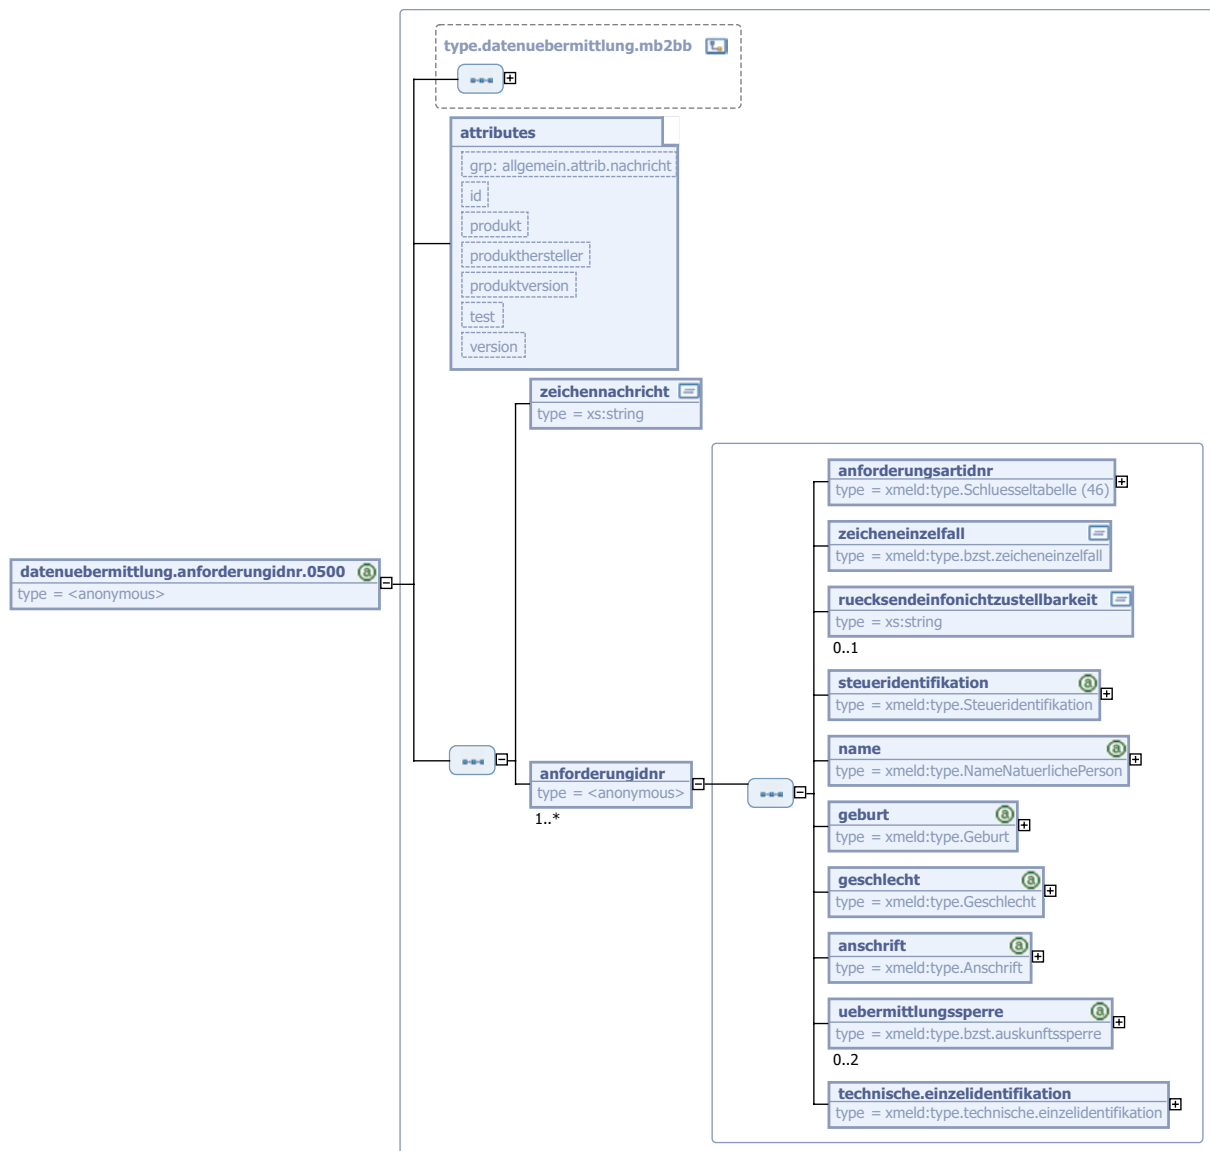 type.datenuebermittlung.mb2bb
attributes
grp: allgemein.attrib.nachricht
id
produkt
produkthersteller
produktversion
test
version
zeichennachricht
type = xs:string
datenuebermittlung.anforderungidnr.0500
type = <anonymous>
anforderungidnr
type = <anonymous>
1..*
anforderungsartidnr
type = xmeld:type.Schluesseltabelle (46)
zeicheneinzelfall
type = xmeld:type.bzst.zeicheneinzelfall
ruecksendeinfonichtzustellbarkeit
type = xs:string
0..1
steueridentifikation
type = xmeld:type.Steueridentifikation
name
type = xmeld:type.NameNatuerlichePerson
geburt
type = xmeld:type.Geburt
geschlecht
type = xmeld:type.Geschlecht
anschrift
type = xmeld:type.Anschrift
uebermittlungssperre
type = xmeld:type.bzst.auskunftssperre
0..2
technische.einzelidentifikation
type = xmeld:type.technische.einzelidentifikation